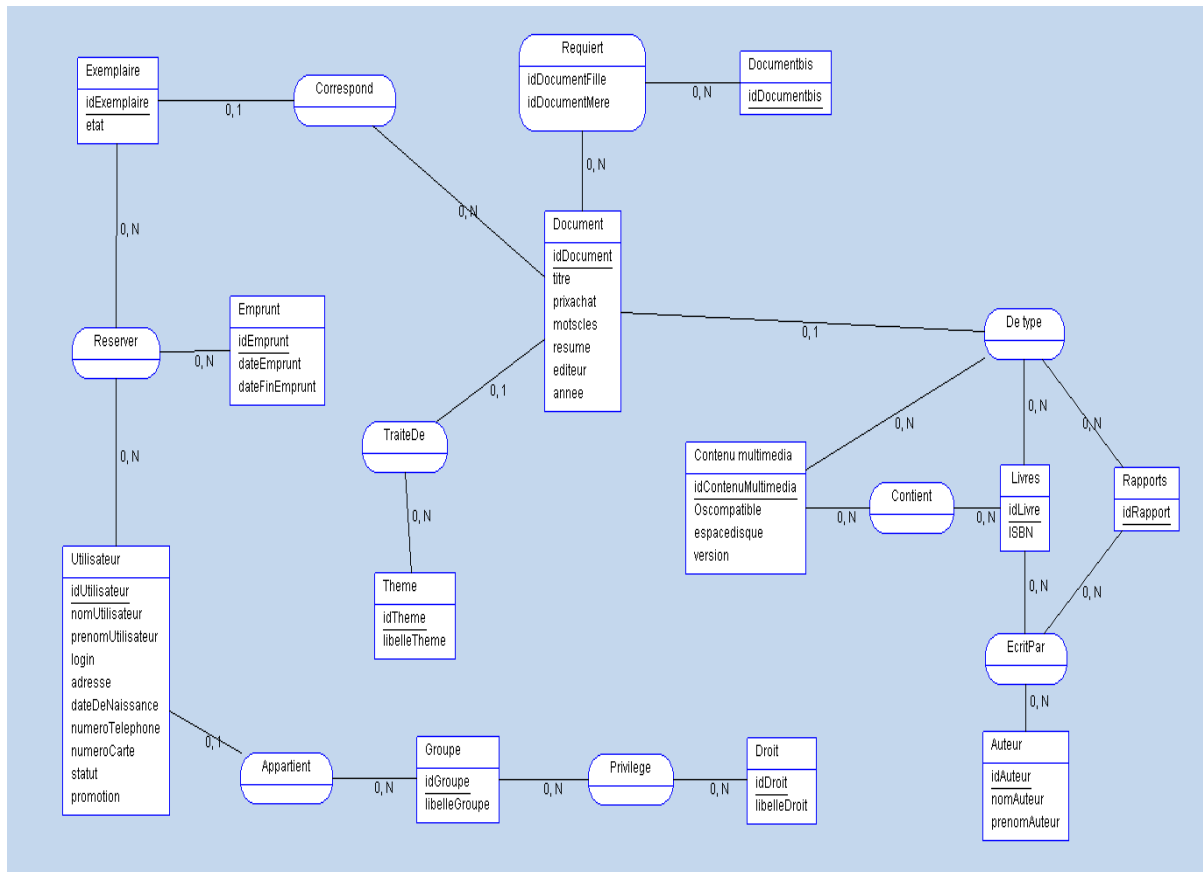 Requiert
idDocumentFille
idDocumentMere
Documentbis
idDocumentbis
0, N
0, N
Exemplaire
idExemplaire
etat
Correspond
0, 1
0, N
0, N
Document
idDocument
titre
prixachat
motscles
resume
editeur
annee
Emprunt
idEmprunt
dateEmprunt
dateFinEmprunt
Reserver
0, N
0, N
De type
0, 1
0, 1
TraiteDe
0, N
0, N
0, N
0, N
Contenu multimedia
idContenuMultimedia
Oscompatible
espacedisque
version
Contient
0, N
0, N
Livres
idLivre
ISBN
Rapports
idRapport
Theme
idTheme
libelleTheme
Utilisateur
idUtilisateur
nomUtilisateur
prenomUtilisateur
login
adresse
dateDeNaissance
numeroTelephone
numeroCarte
statut
promotion
0, N
0, N
EcritPar
0, N
0, 1
Appartient
0, N
Groupe
idGroupe
libelleGroupe
0, N
Privilege
0, N
Droit
idDroit
libelleDroit
Auteur
idAuteur
nomAuteur
prenomAuteur